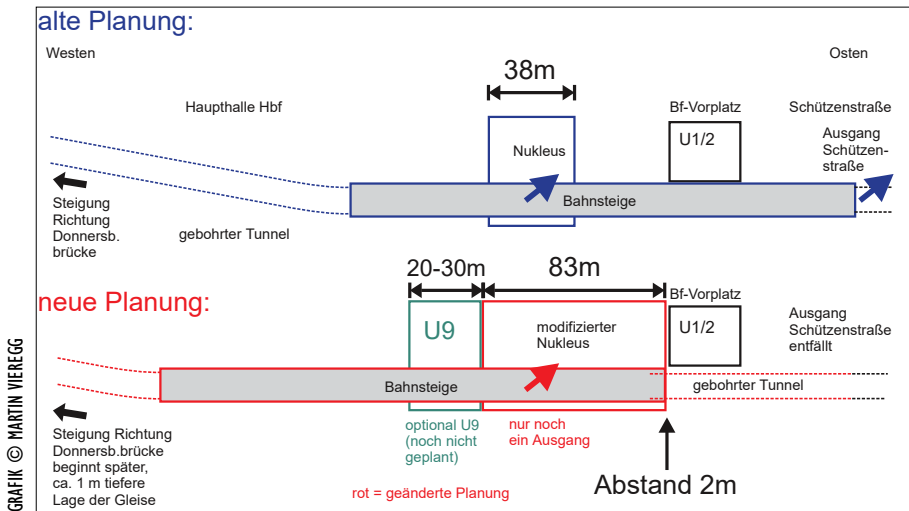 alte Planung:
Westen
Osten
38m
Haupthalle Hbf
Bf-Vorplatz
Schützenstraße
Nukleus
U1/2
Ausgang
Schützen-
straße
Bahnsteige
Steigung
Richtung
Donnersb.
brücke
gebohrter Tunnel
20-30m
83m
neue Planung:
Bf-Vorplatz
U9
modifizierter
Nukleus
U1/2
Ausgang
Schützenstraße
entfällt
Bahnsteige
gebohrter Tunnel
optional U9
(noch nicht
geplant)
nur noch
ein Ausgang
Steigung Richtung
Donnersb.brücke
beginnt später,
ca. 1 m tiefere
Lage der Gleise
rot = geänderte Planung
Abstand 2m
GRAFIK © MARTIN VIEREGG